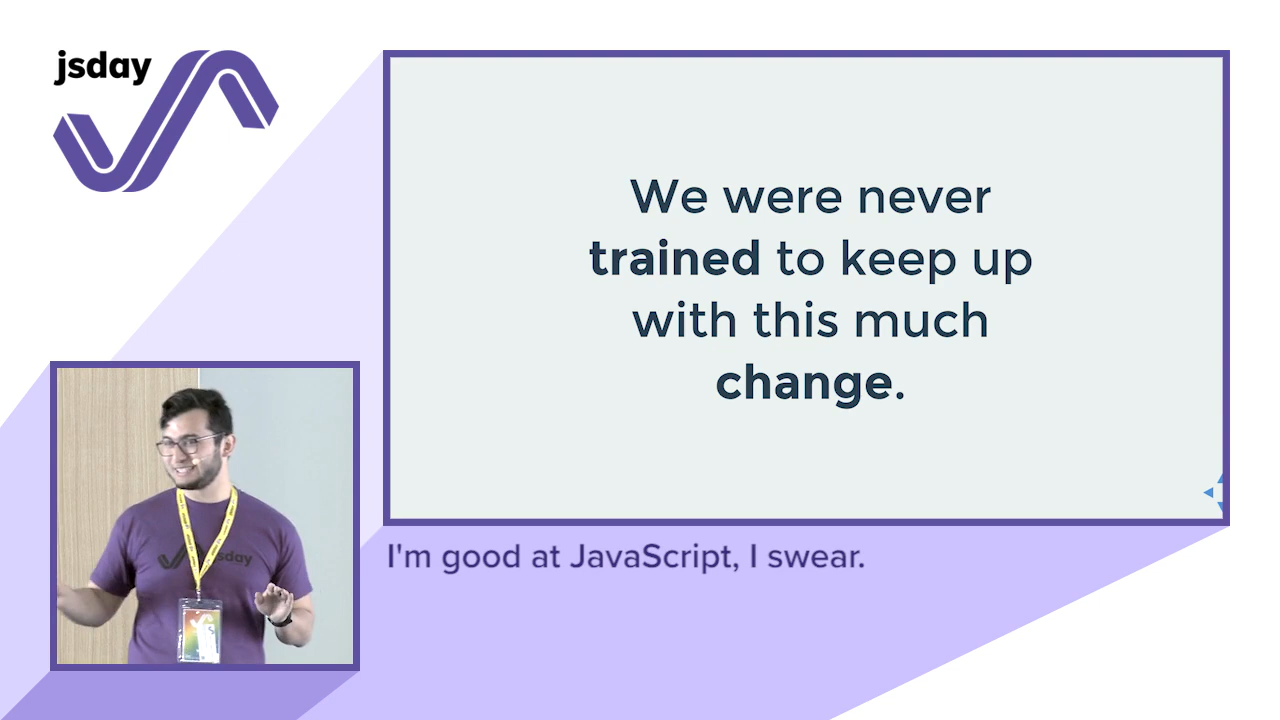 jsday
We were never
trained to keep up
with this much
change.
I'm good at JavaScript, I swear.
jsday